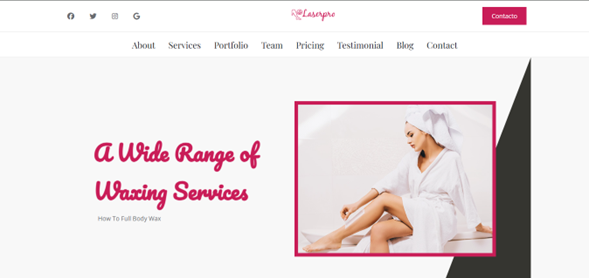 Laserpro
Contacto
About Services Portfolio Team Pricing Testimonial Blog Contact
A Wide Range of
Waxing Services
How To Full Body Wax